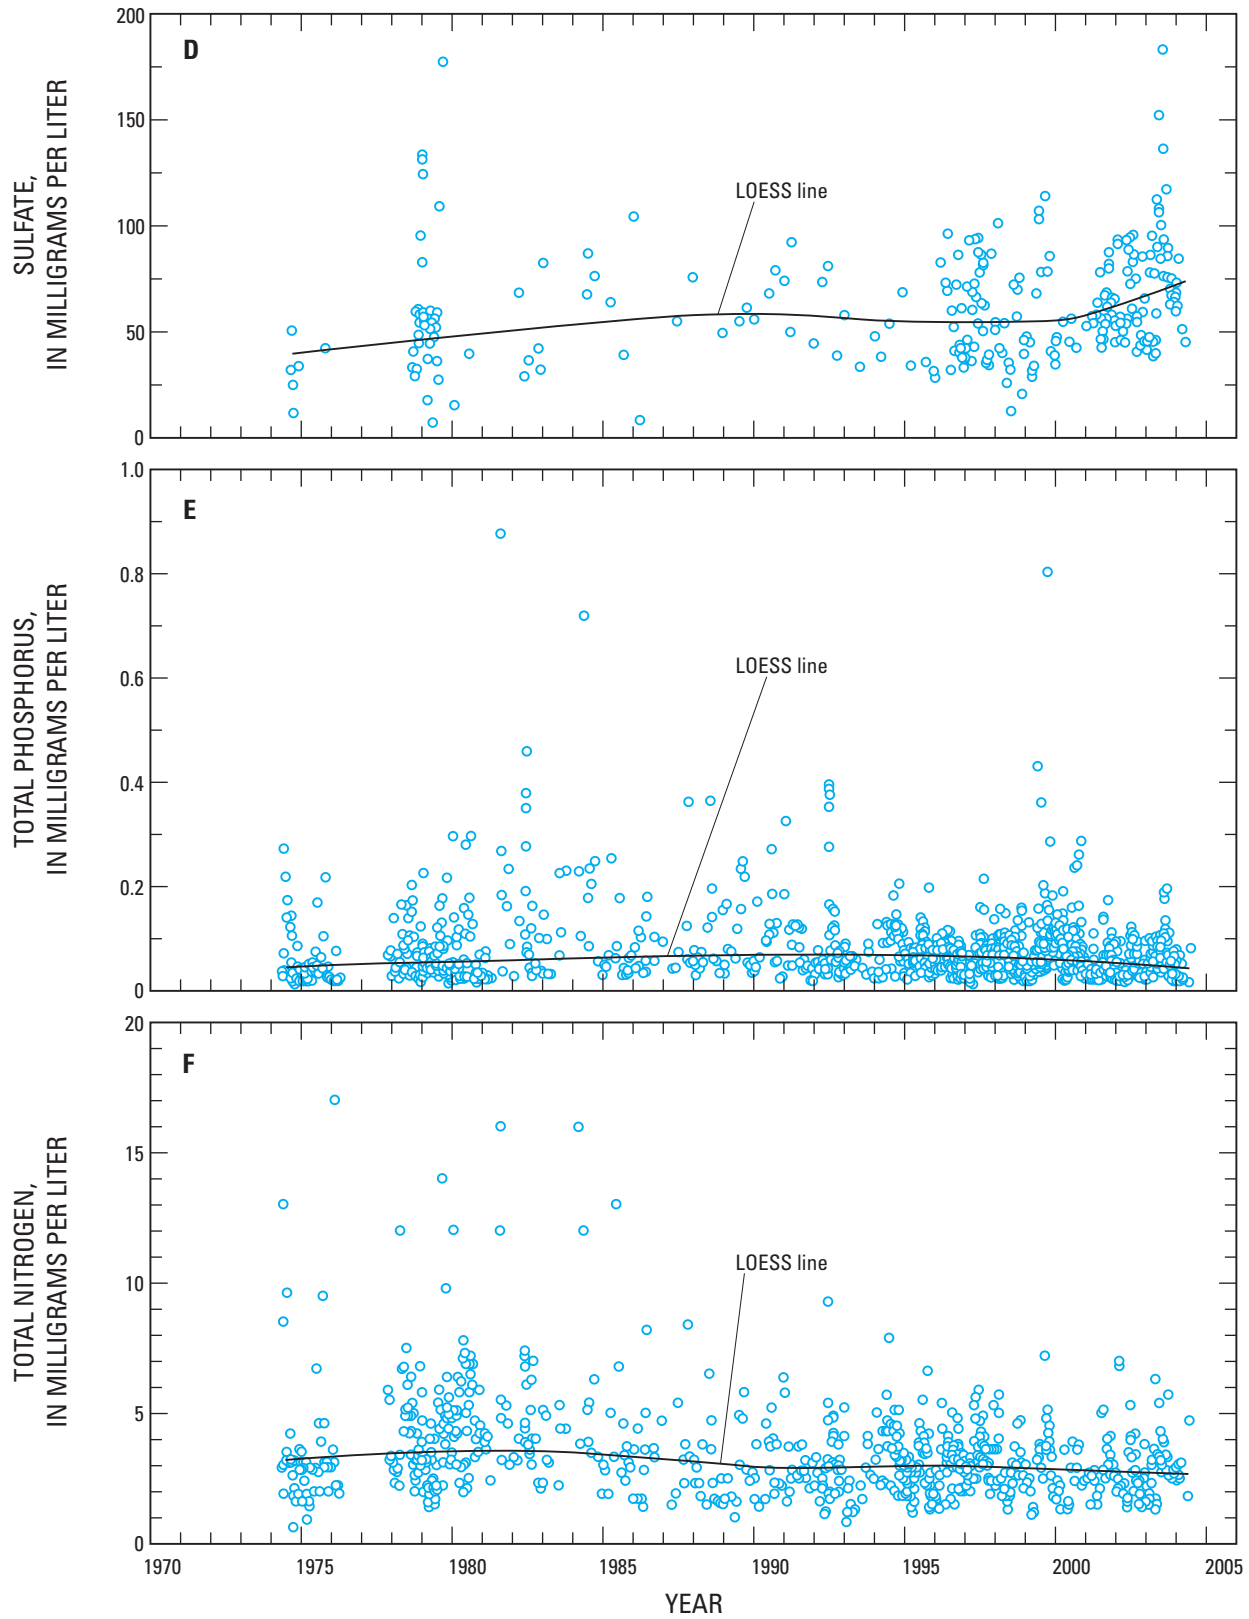 D
SULFATE,
IN MILLIGRAMS PER LITER
200
150
100
50
0
LOESS line
E
TOTAL PHOSPHORUS,
IN MILLIGRAMS PER LITER
1.0
0.8
0.6
0.4
0.2
0
LOESS line
F
TOTAL NITROGEN,
IN MILLIGRAMS PER LITER
20
15
10
5
0
LOESS line
1970 1975 1980 1985 1990 1995 2000 2005
YEAR